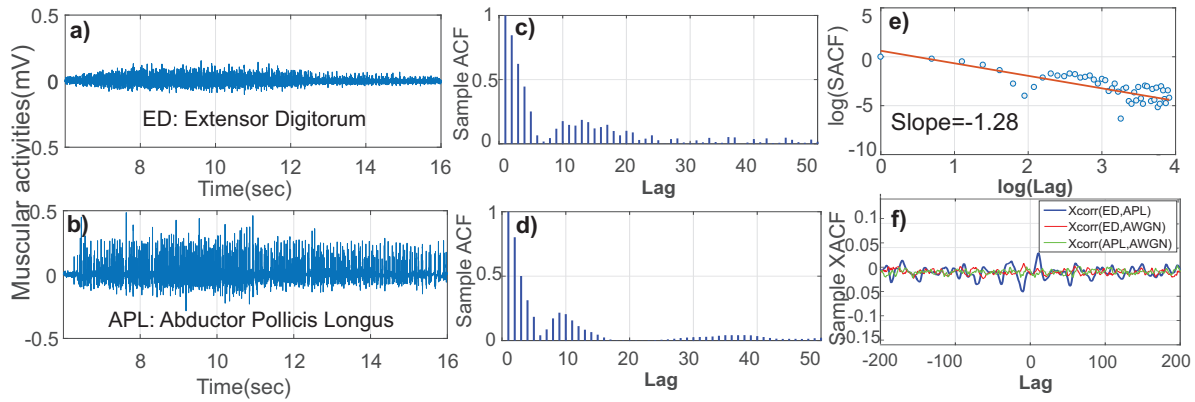 a)
Muscular activities(mV)
0.5
0
-0.5
8
10
12
14
16
ED: Extensor Digitorum
Time(sec)
b)
0.5
0
-0.5
8
10
12
14
16
APL: Abductor Pollicis Longus
Time(sec)
c)
Sample ACF
1
0.5
0
0
10
20
30
40
50
Lag
d)
Sample ACF
1
0.5
0
0
10
20
30
40
50
Lag
e)
log(SACF)
5
0
-5
-10
0
1
2
3
4
Slope=-1.28
log(Lag)
f)
Sample XACF
0.1
0.05
0
-0.05
-0.1
-0.15
-200
-100
0
100
200
Xcorr(ED,APL)
Xcorr(ED,AWGN)
Xcorr(APL,AWGN)
Lag